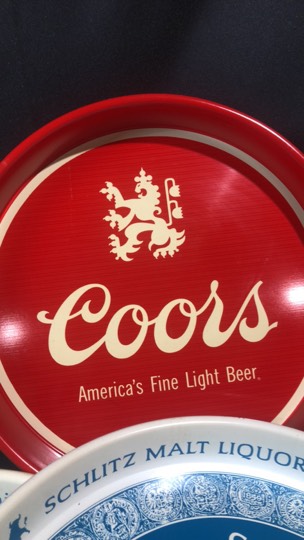 Coors
America's Fine Light Beer.
SCHLITZ MALT LIQUOR